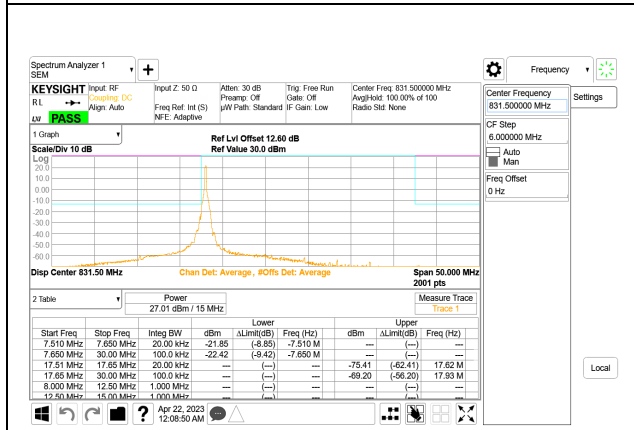 Spectrum Analyzer 1
SEM
Frequency
KEYSIGHT
RL
LXI
PASS
Input: RF
Coupling: DC
Align: Auto
Input Z: 50 Ω
Freq Ref: Int (S)
NFE: Adaptive
Atten: 30 dB
Preamp: Off
µW Path: Standard
Trig: Free Run
Gate: Off
IF Gain: Low
Center Freq: 831.500000 MHz
Avg|Hold: 100.00% of 100
Radio Std: None
Center Frequency
831.500000 MHz
Settings
CF Step
6.000000 MHz
Auto
Man
Freq Offset
0 Hz
Local
1 Graph
Scale/Div 10 dB
Ref Lvl Offset 12.60 dB
Ref Value 30.0 dBm
Log
20.0
10.0
0.00
-10.0
-20.0
-30.0
-40.0
-50.0
-60.0
Disp Center 831.50 MHz
Chan Det: Average, #Offs Det: Average
Span 50.000 MHz
2001 pts
2 Table
Power
27.01 dBm / 15 MHz
Measure Trace
Trace 1
Lower Upper
Start Freq Stop Freq Integ BW dBm ΔLimit(dB) Freq (Hz) dBm ΔLimit(dB) Freq (Hz)
7.510 MHz 7.650 MHz 20.00 kHz -21.85 (-8.85) -7.510 M --- (---) ---
7.650 MHz 30.00 MHz 100.0 kHz -22.42 (-9.42) -7.650 M --- (---) ---
17.51 MHz 17.65 MHz 20.00 kHz --- (---) --- -75.41 (-62.41) 17.62 M
17.65 MHz 30.00 MHz 100.0 kHz --- (---) --- -69.20 (-56.20) 17.93 M
8.000 MHz 12.50 MHz 1.000 MHz --- (---) --- --- (---) ---
12.50 MHz 15.00 MHz 1.000 MHz --- (---) --- --- (---) ---
?
Apr 22, 2023
12:08:50 AM